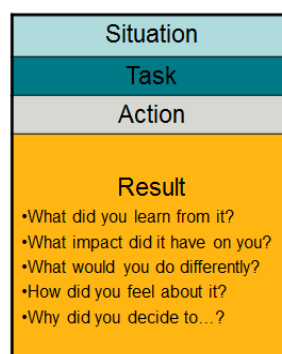 Situation
Task
Action
Result
•What did you learn from it?
•What impact did it have on you?
•What would you do differently?
•How did you feel about it?
•Why did you decide to…?